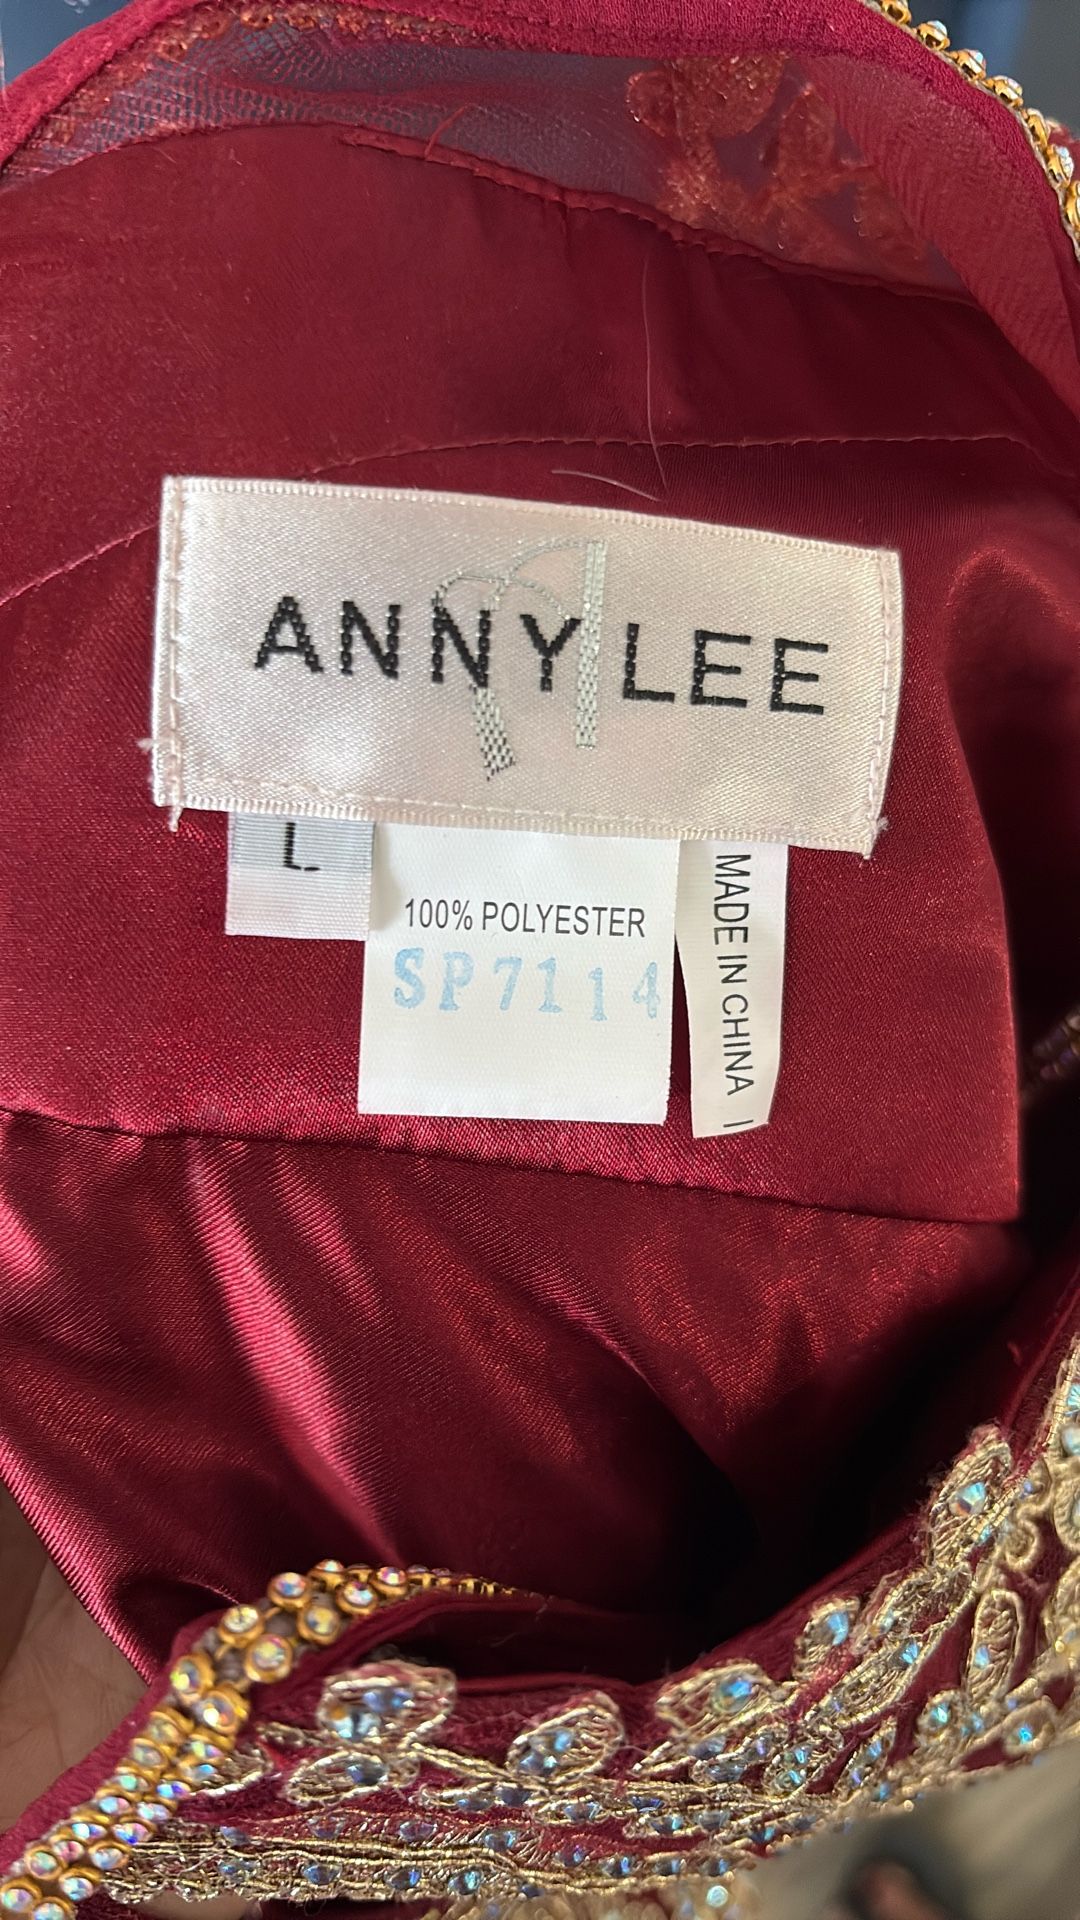 ANNY LEE
L
100% POLYESTER
SP7114
MADE IN CHINA